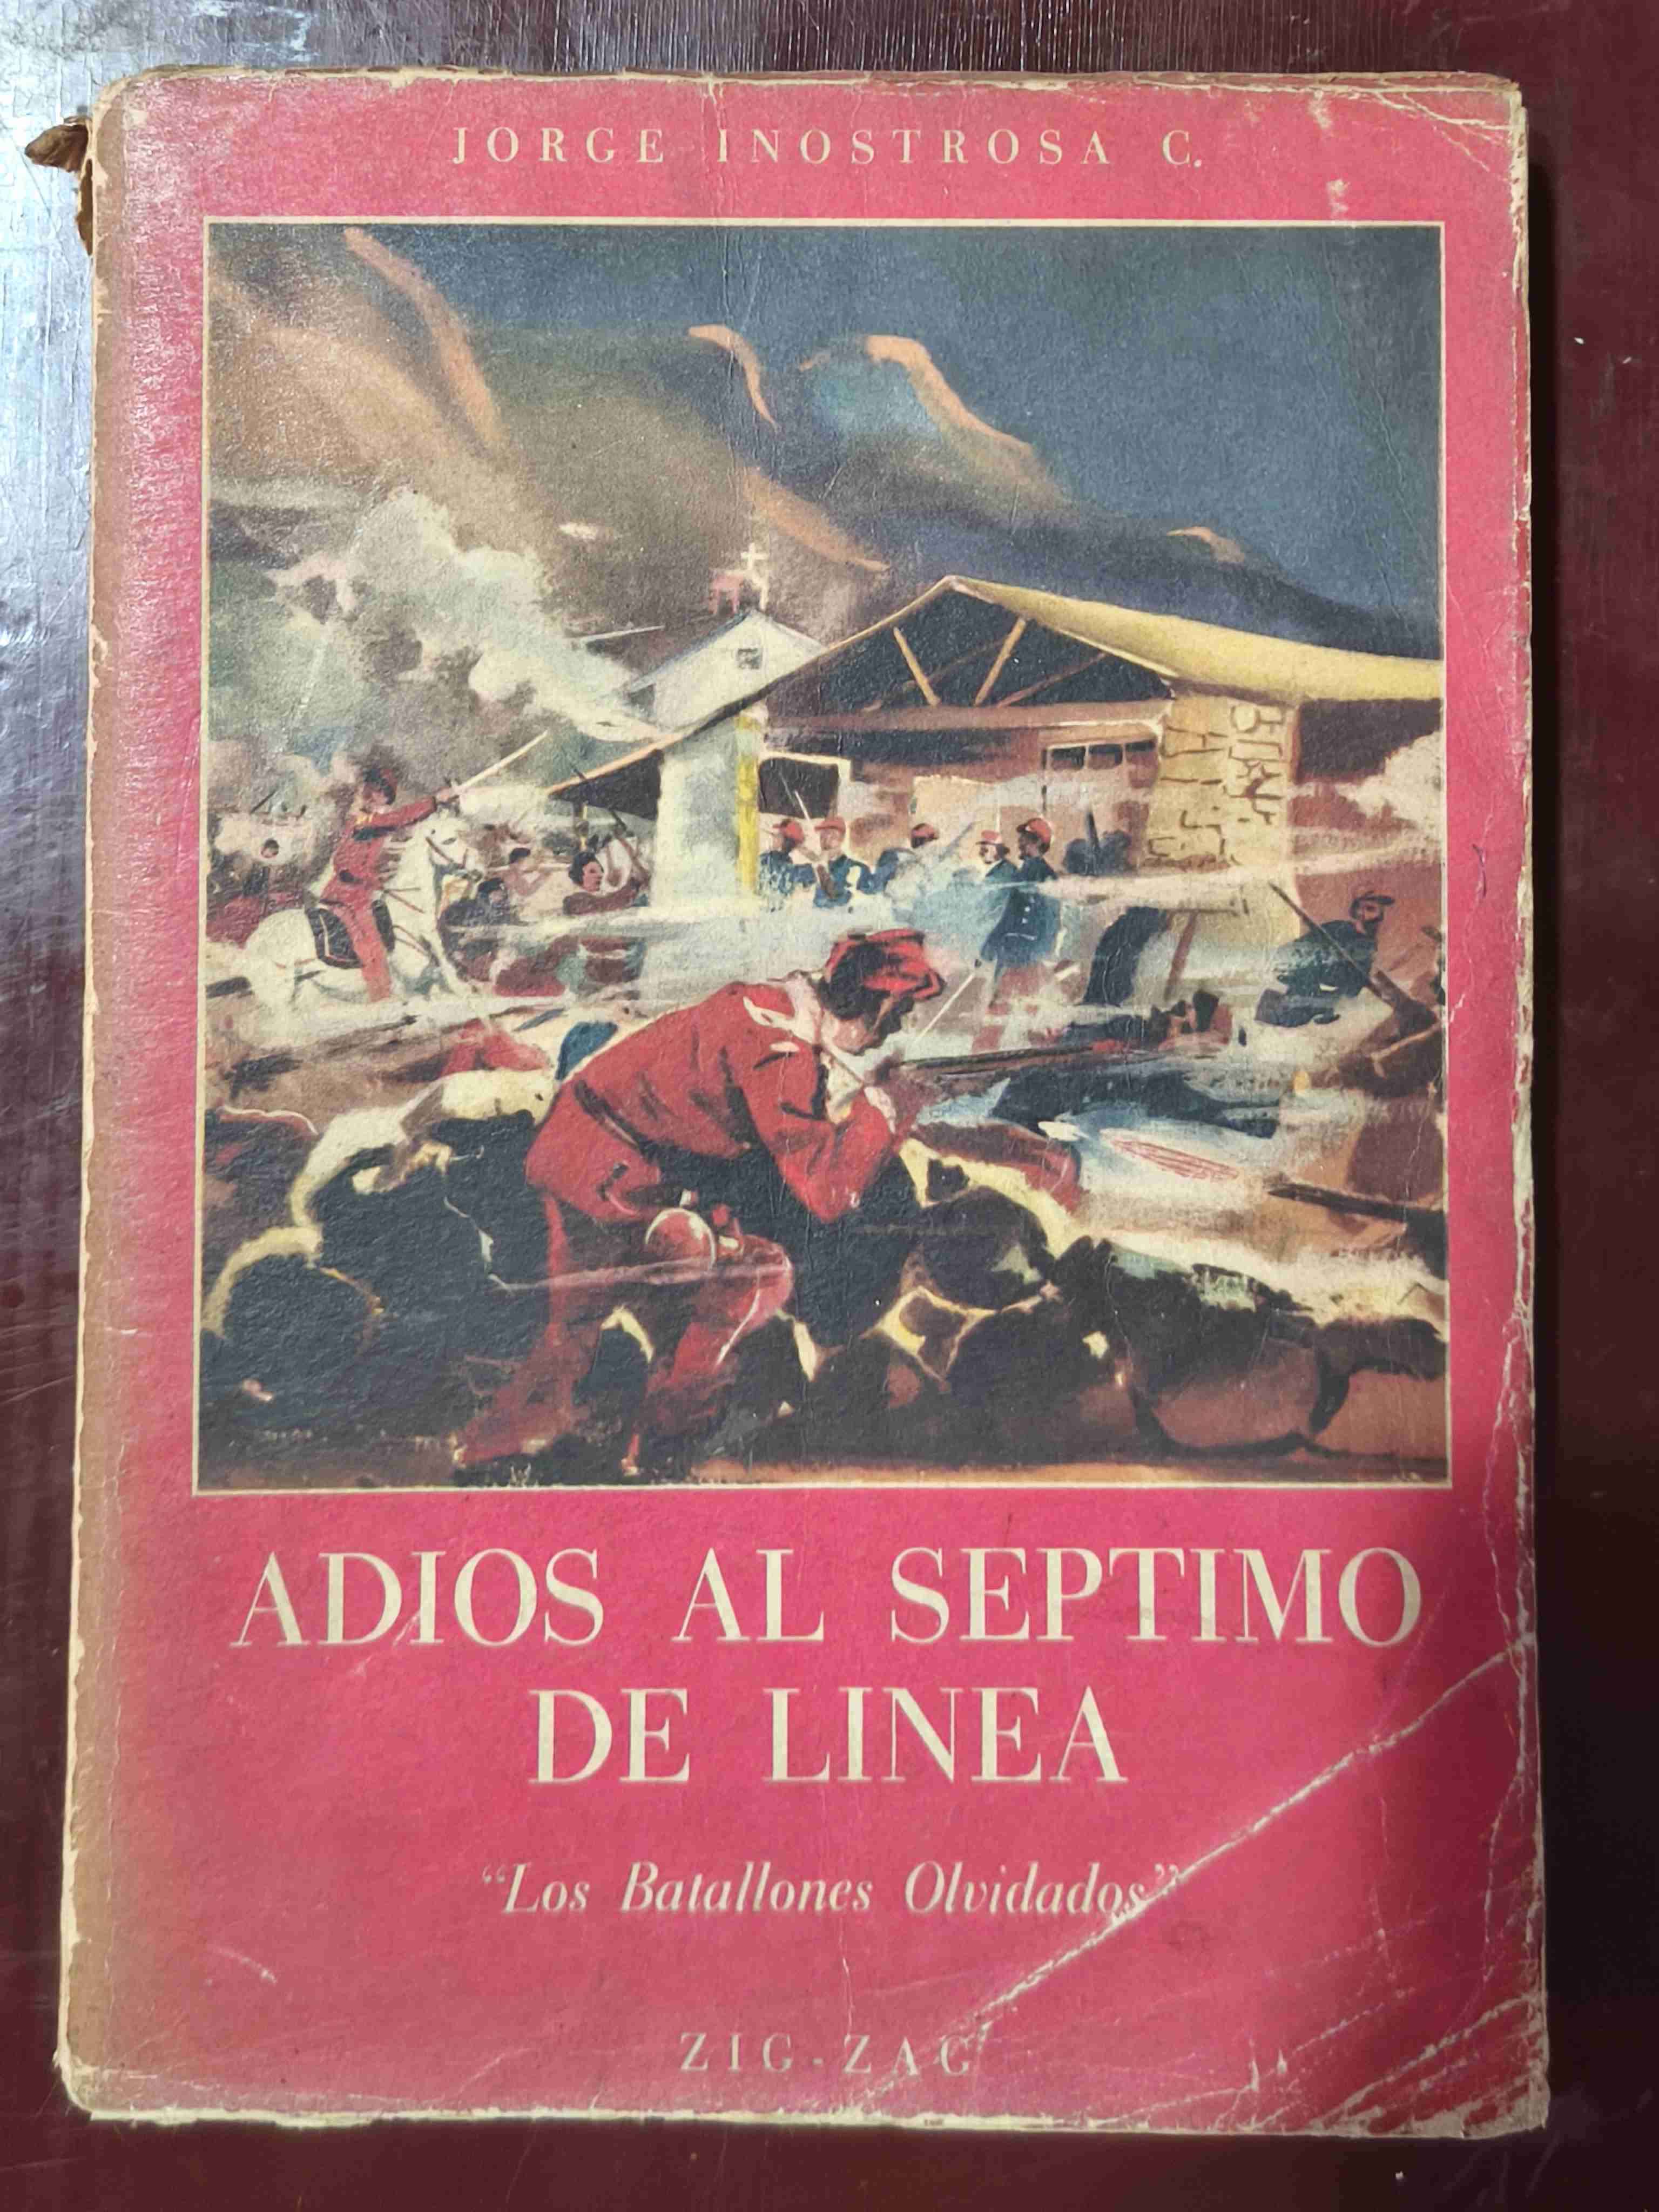 JORGE INOSTROSA C.
ADIOS AL SEPTIMO
DE LINEA
“Los Batallones Olvidados”
ZIG-ZAG